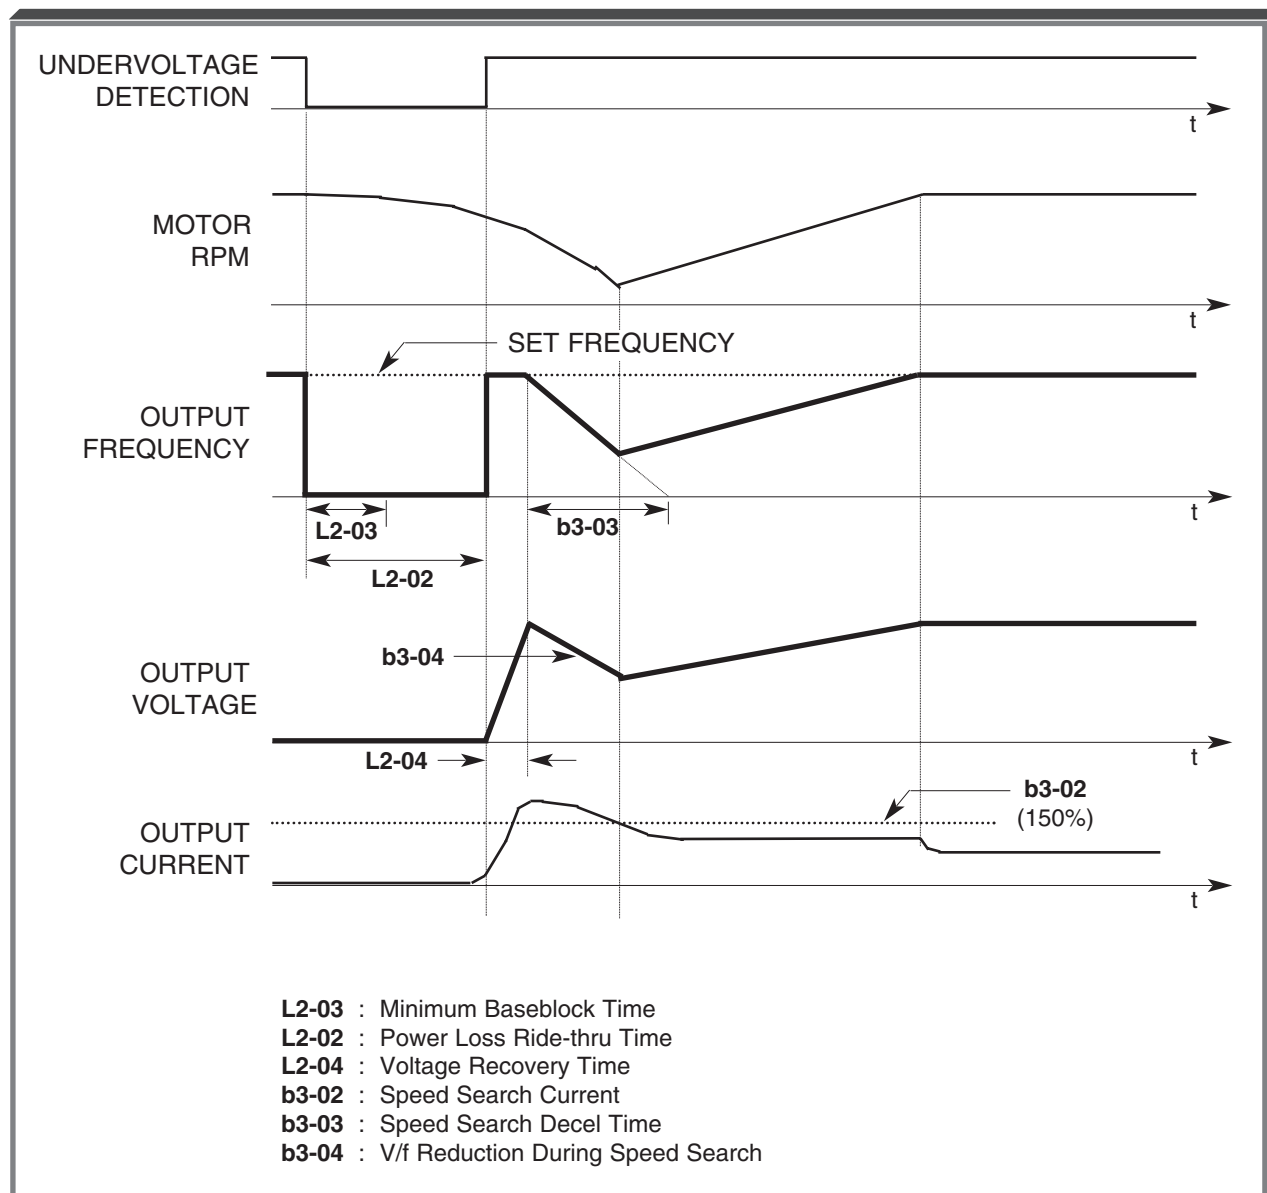 UNDERVOLTAGE
DETECTION
t
MOTOR
RPM
t
SET FREQUENCY
OUTPUT
FREQUENCY
t
L2-03
b3-03
L2-02
b3-04
OUTPUT
VOLTAGE
t
L2-04
b3-02
(150%)
OUTPUT
CURRENT
t
L2-03 : Minimum Baseblock Time
L2-02 : Power Loss Ride-thru Time
L2-04 : Voltage Recovery Time
b3-02 : Speed Search Current
b3-03 : Speed Search Decel Time
b3-04 : V/f Reduction During Speed Search